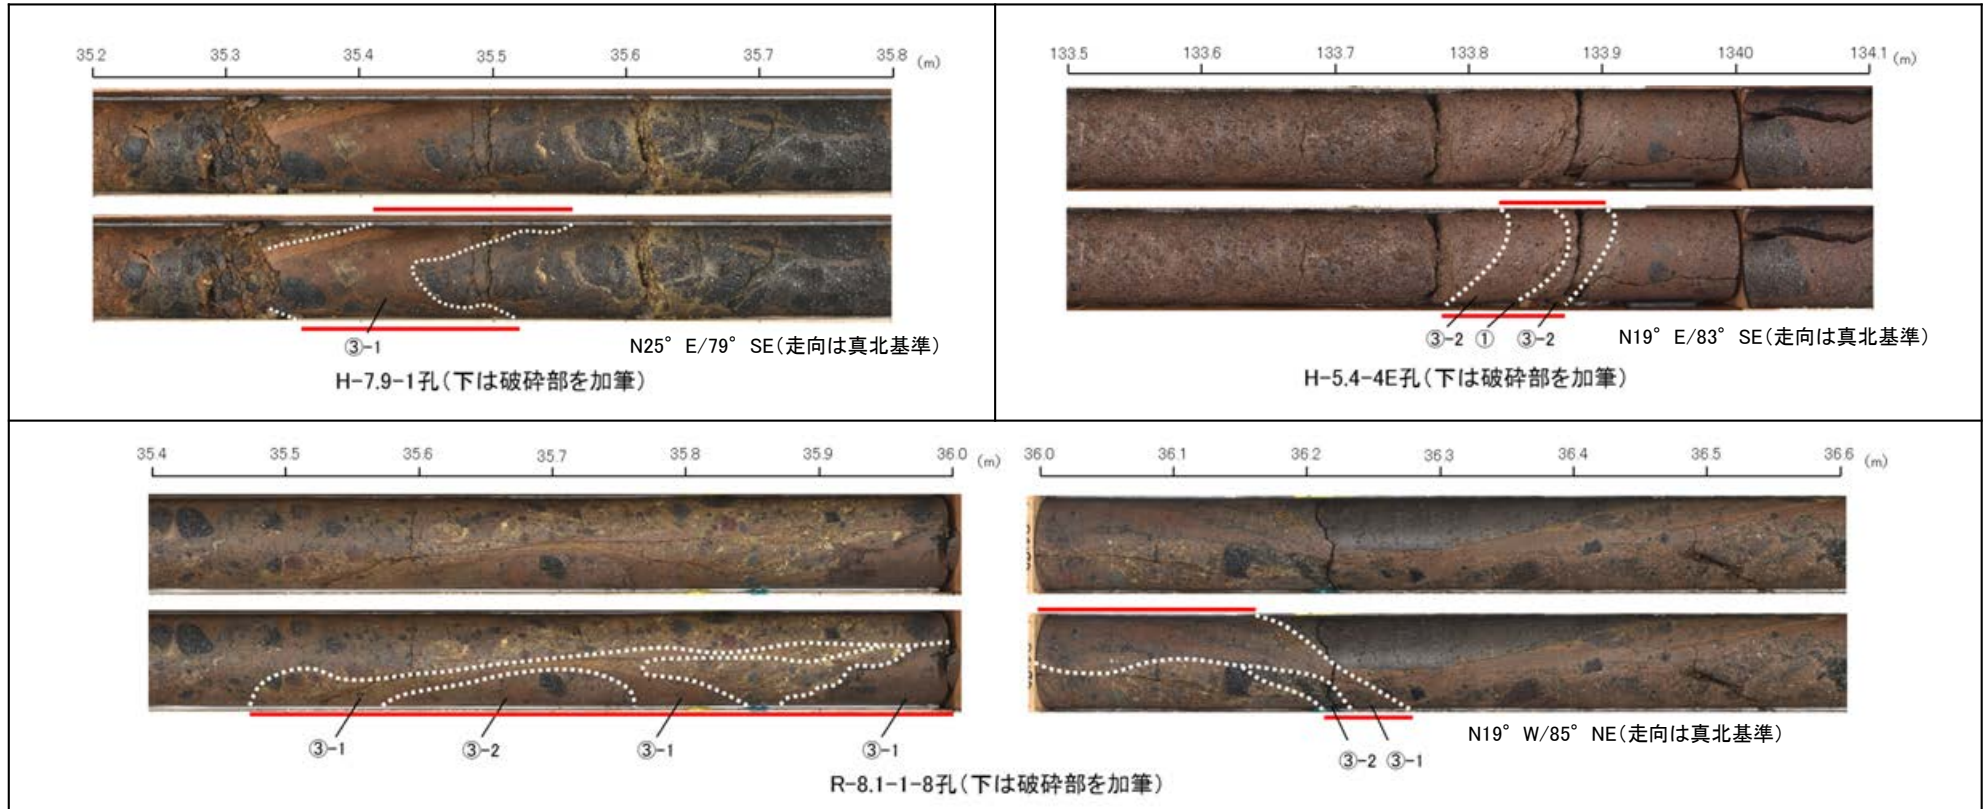 35.2 35.3 35.4 35.5 35.6 35.7 35.8 (m)
③-1
N25°E/79°SE(走向は真北基準)
H-7.9-1孔(下は破砕部を加筆)
133.5 133.6 133.7 133.8 133.9 134.0 134.1 (m)
③-2 ① ③-2
N19°E/83°SE(走向は真北基準)
H-5.4-4E孔(下は破砕部を加筆)
35.4 35.5 35.6 35.7 35.8 35.9 36.0 (m)
③-1 ③-2 ③-1 ③-1
36.0 36.1 36.2 36.3 36.4 36.5 36.6 (m)
N19°W/85°NE(走向は真北基準)
③-2 ③-1
R-8.1-1-8孔(下は破砕部を加筆)